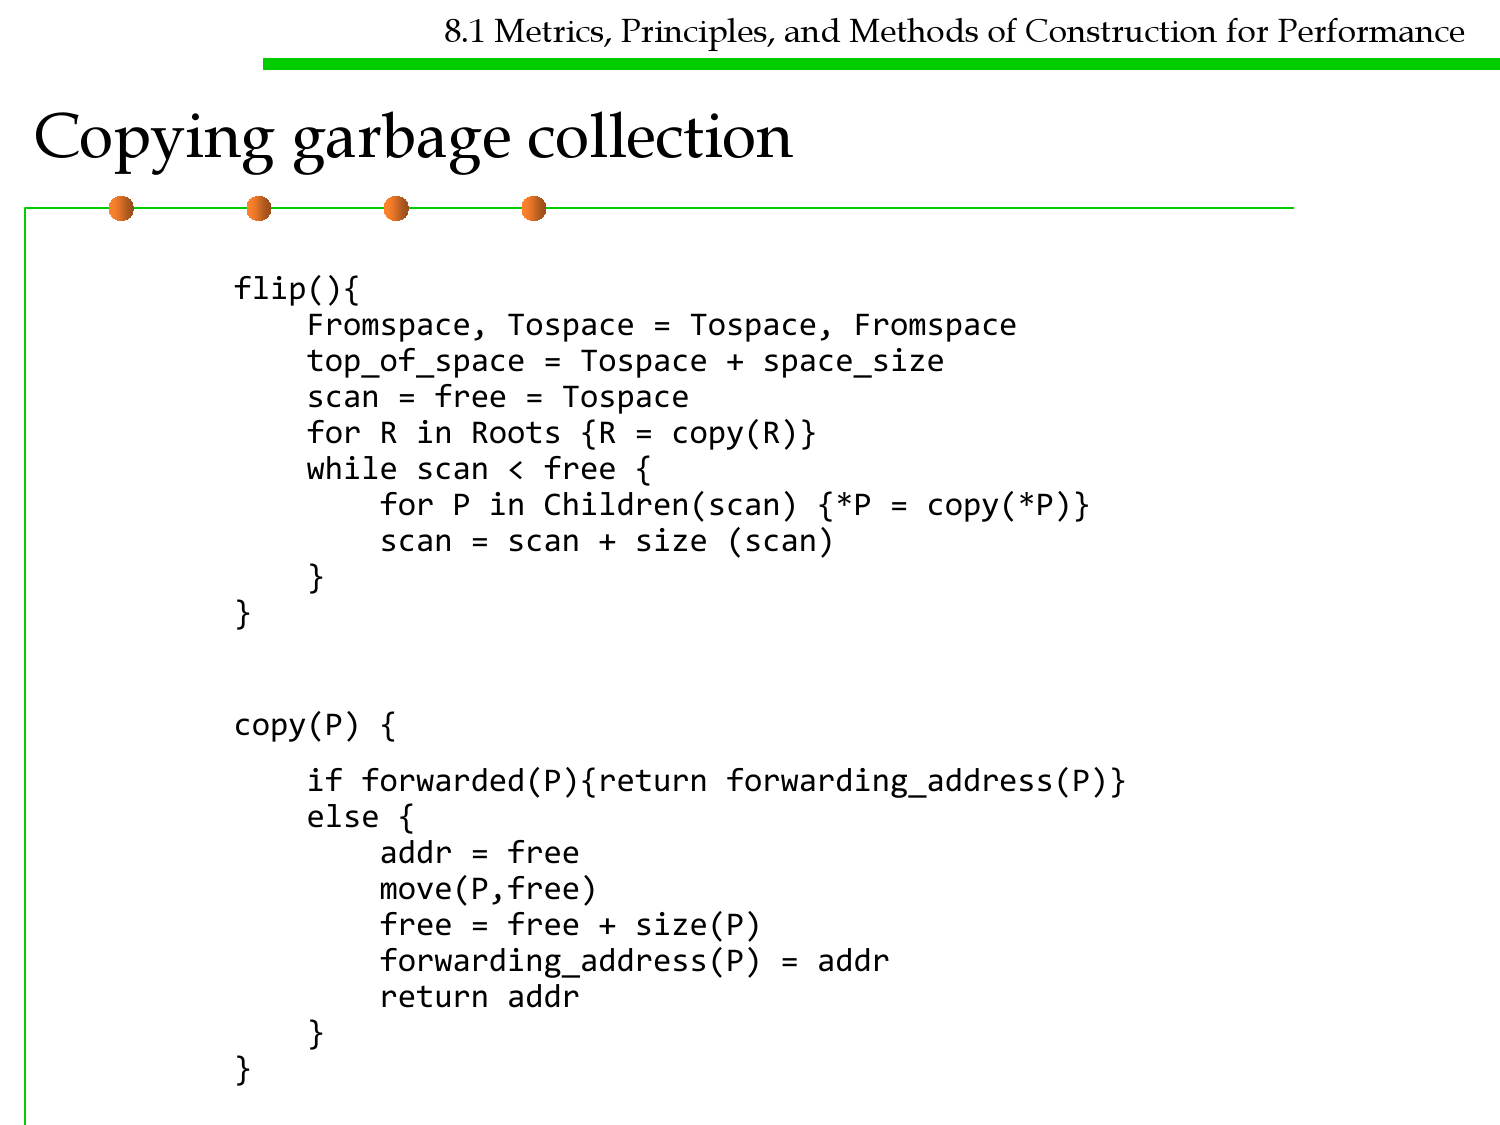 8.1 Metrics, Principles, and Methods of Construction for Performance
Copying garbage collection
flip(){
    Fromspace, Tospace = Tospace, Fromspace
    top_of_space = Tospace + space_size
    scan = free = Tospace
    for R in Roots {R = copy(R)}
    while scan < free {
        for P in Children(scan) {*P = copy(*P)}
        scan = scan + size (scan)
    }
}
copy(P) {
    if forwarded(P){return forwarding_address(P)}
    else {
        addr = free
        move(P,free)
        free = free + size(P)
        forwarding_address(P) = addr
        return addr
    }
}